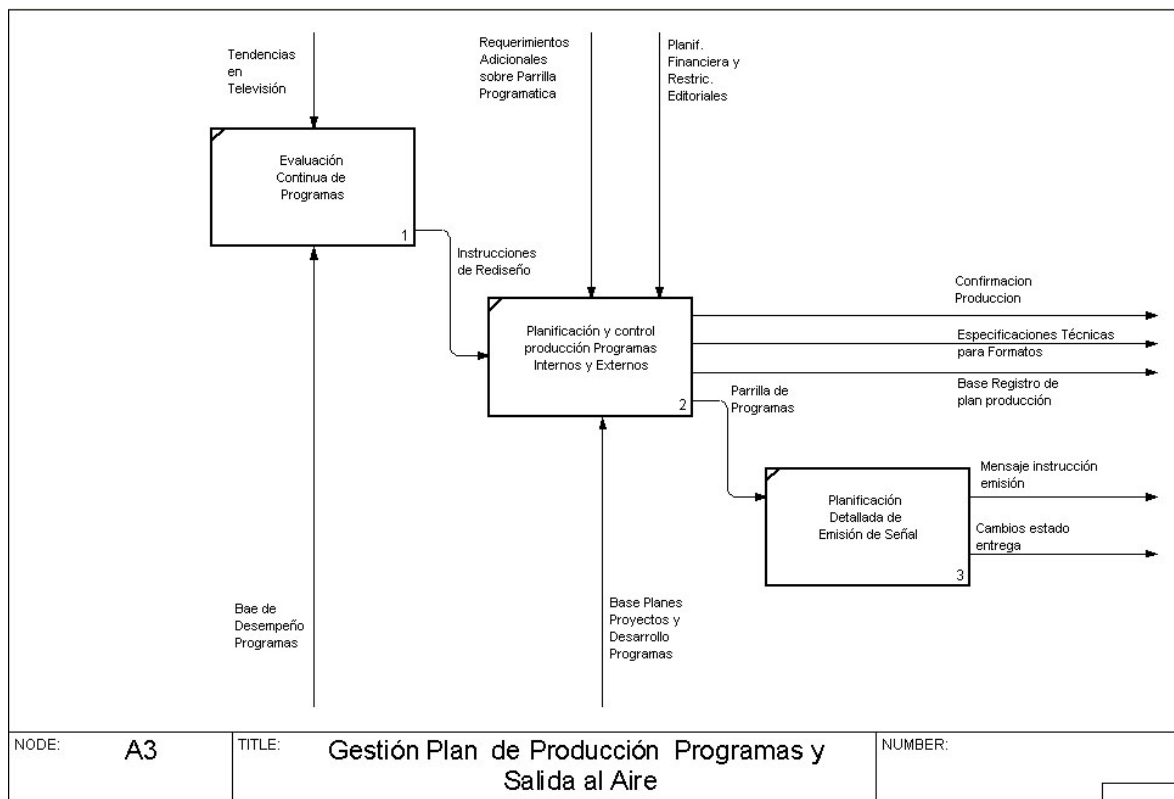 Tendencias
en
Televisión
Requerimientos
Adicionales
sobre Parrilla
Programatica
Planif.
Financiera y
Restric.
Editoriales
Evaluación
Continua de
Programas
1
Instrucciones
de Rediseño
Planificación y control
producción Programas
Internos y Externos
2
Confirmacion
Produccion
Especificaciones Técnicas
para Formatos
Base Registro de
plan producción
Parrilla de
Programas
Planificación
Detallada de
Emisión de Señal
3
Mensaje instrucción
emisión
Cambios estado
entrega
Bae de
Desempeño
Programas
Base Planes
Proyectos y
Desarrollo
Programas
NODE: A3
TITLE: Gestión Plan de Producción Programas y
Salida al Aire
NUMBER: